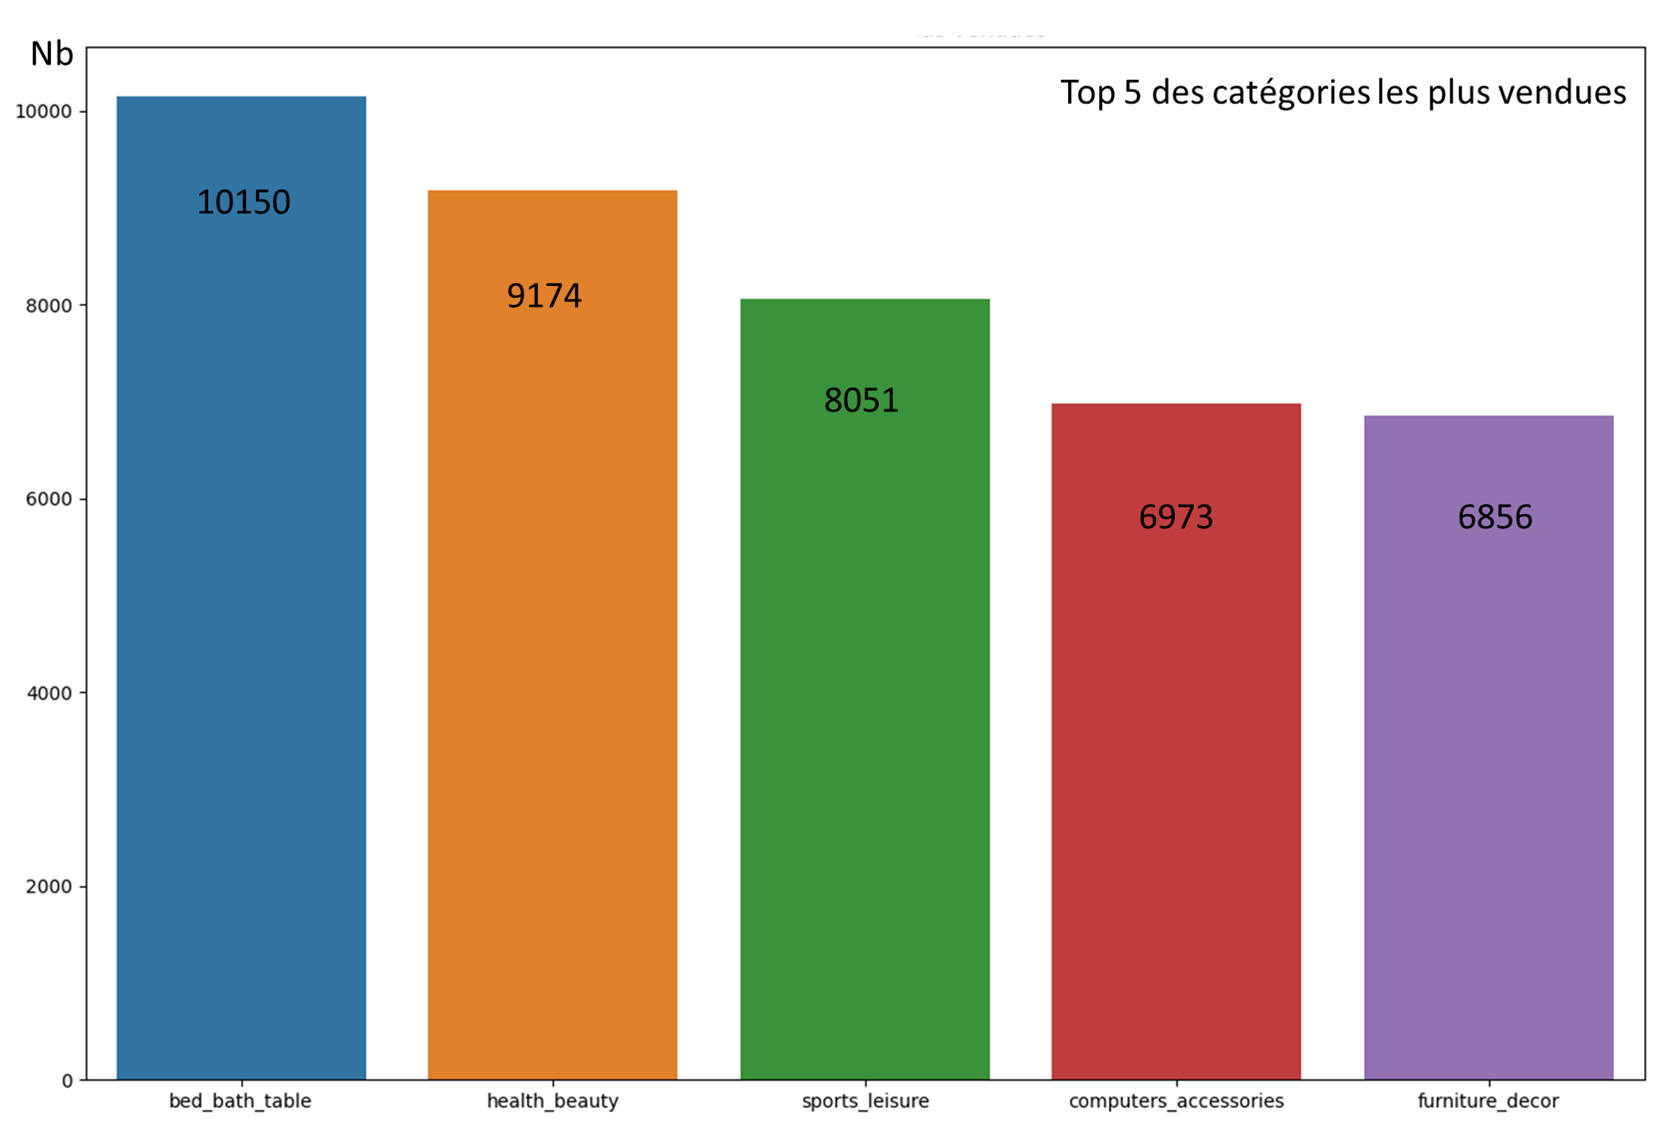 Nb
Top 5 des catégories les plus vendues
10000
8000
6000
4000
2000
0
10150
9174
8051
6973
6856
bed_bath_table
health_beauty
sports_leisure
computers_accessories
furniture_decor